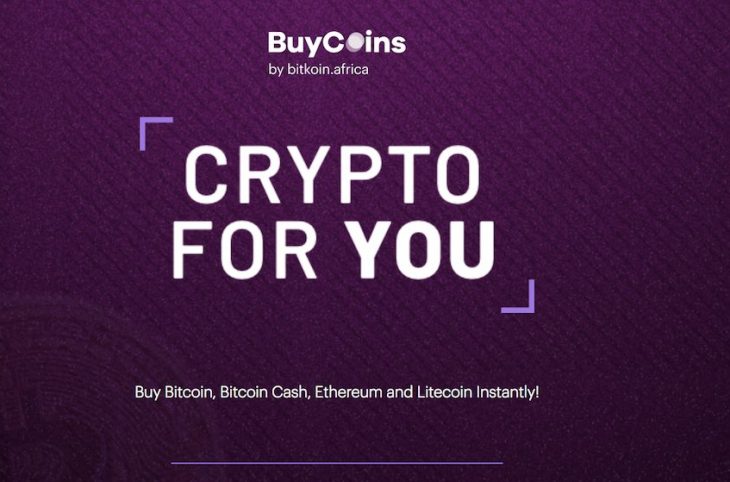 BuyCoins
by bitkoin.africa
CRYPTO
FOR YOU
Buy Bitcoin, Bitcoin Cash, Ethereum and Litecoin Instantly!